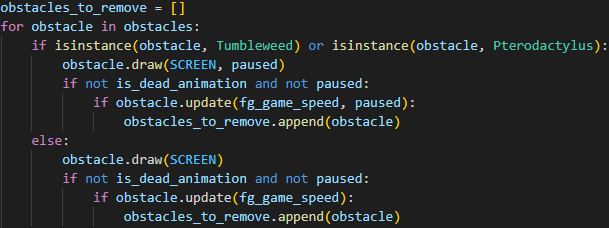 obstacles_to_remove = []
for obstacle in obstacles:
    if isinstance(obstacle, Tumbleweed) or isinstance(obstacle, Pterodactylus):
        obstacle.draw(SCREEN, paused)
        if not is_dead_animation and not paused:
            if obstacle.update(fg_game_speed, paused):
                obstacles_to_remove.append(obstacle)
    else:
        obstacle.draw(SCREEN)
        if not is_dead_animation and not paused:
            if obstacle.update(fg_game_speed):
                obstacles_to_remove.append(obstacle)